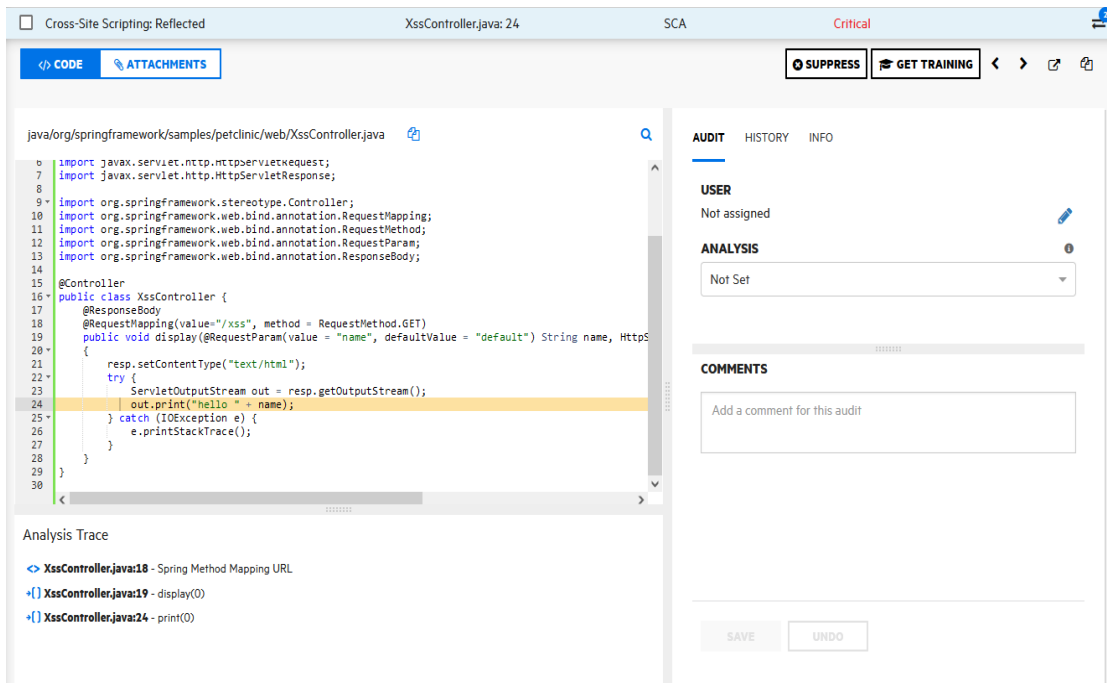 Cross-Site Scripting: Reflected XssController.java: 24 SCA Critical
</> CODE ATTACHMENTS SUPPRESS GET TRAINING
java/org/springframework/samples/petclinic/web/XssController.java
AUDIT HISTORY INFO
6 import javax.servlet.http.HttpServletRequest;
7 import javax.servlet.http.HttpServletResponse;
8
9 import org.springframework.stereotype.Controller;
10 import org.springframework.web.bind.annotation.RequestMapping;
11 import org.springframework.web.bind.annotation.RequestMethod;
12 import org.springframework.web.bind.annotation.RequestParam;
13 import org.springframework.web.bind.annotation.ResponseBody;
14
15 @Controller
16 public class XssController {
17 @ResponseBody
18 @RequestMapping(value="/xss", method = RequestMethod.GET)
19 public void display(@RequestParam(value = "name", defaultValue = "default") String name, HttpS
20 {
21 resp.setContentType("text/html");
22 try {
23 ServletOutputStream out = resp.getOutputStream();
24 out.print("hello " + name);
25 } catch (IOException e) {
26 e.printStackTrace();
27 }
28 }
29 }
30
USER
Not assigned
ANALYSIS
Not Set
COMMENTS
Add a comment for this audit
SAVE UNDO
Analysis Trace
<> XssController.java:18 - Spring Method Mapping URL
XssController.java:19 - display(0)
XssController.java:24 - print(0)